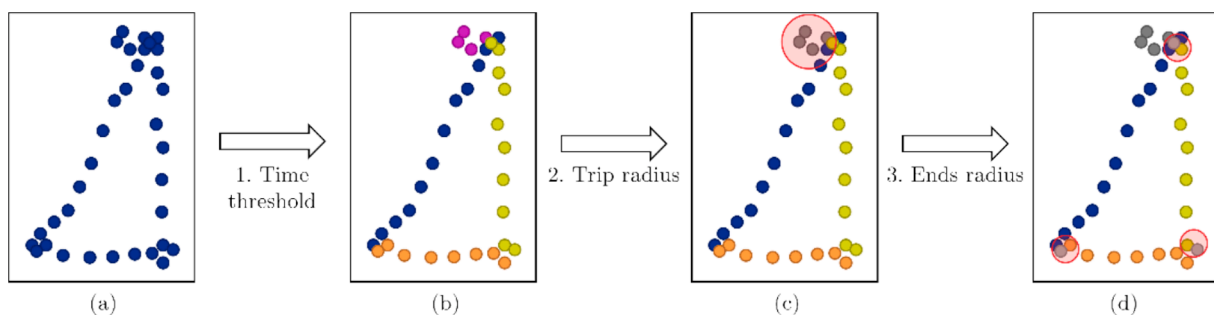 1. Time
threshold
2. Trip radius
3. Ends radius
(a)
(b)
(c)
(d)